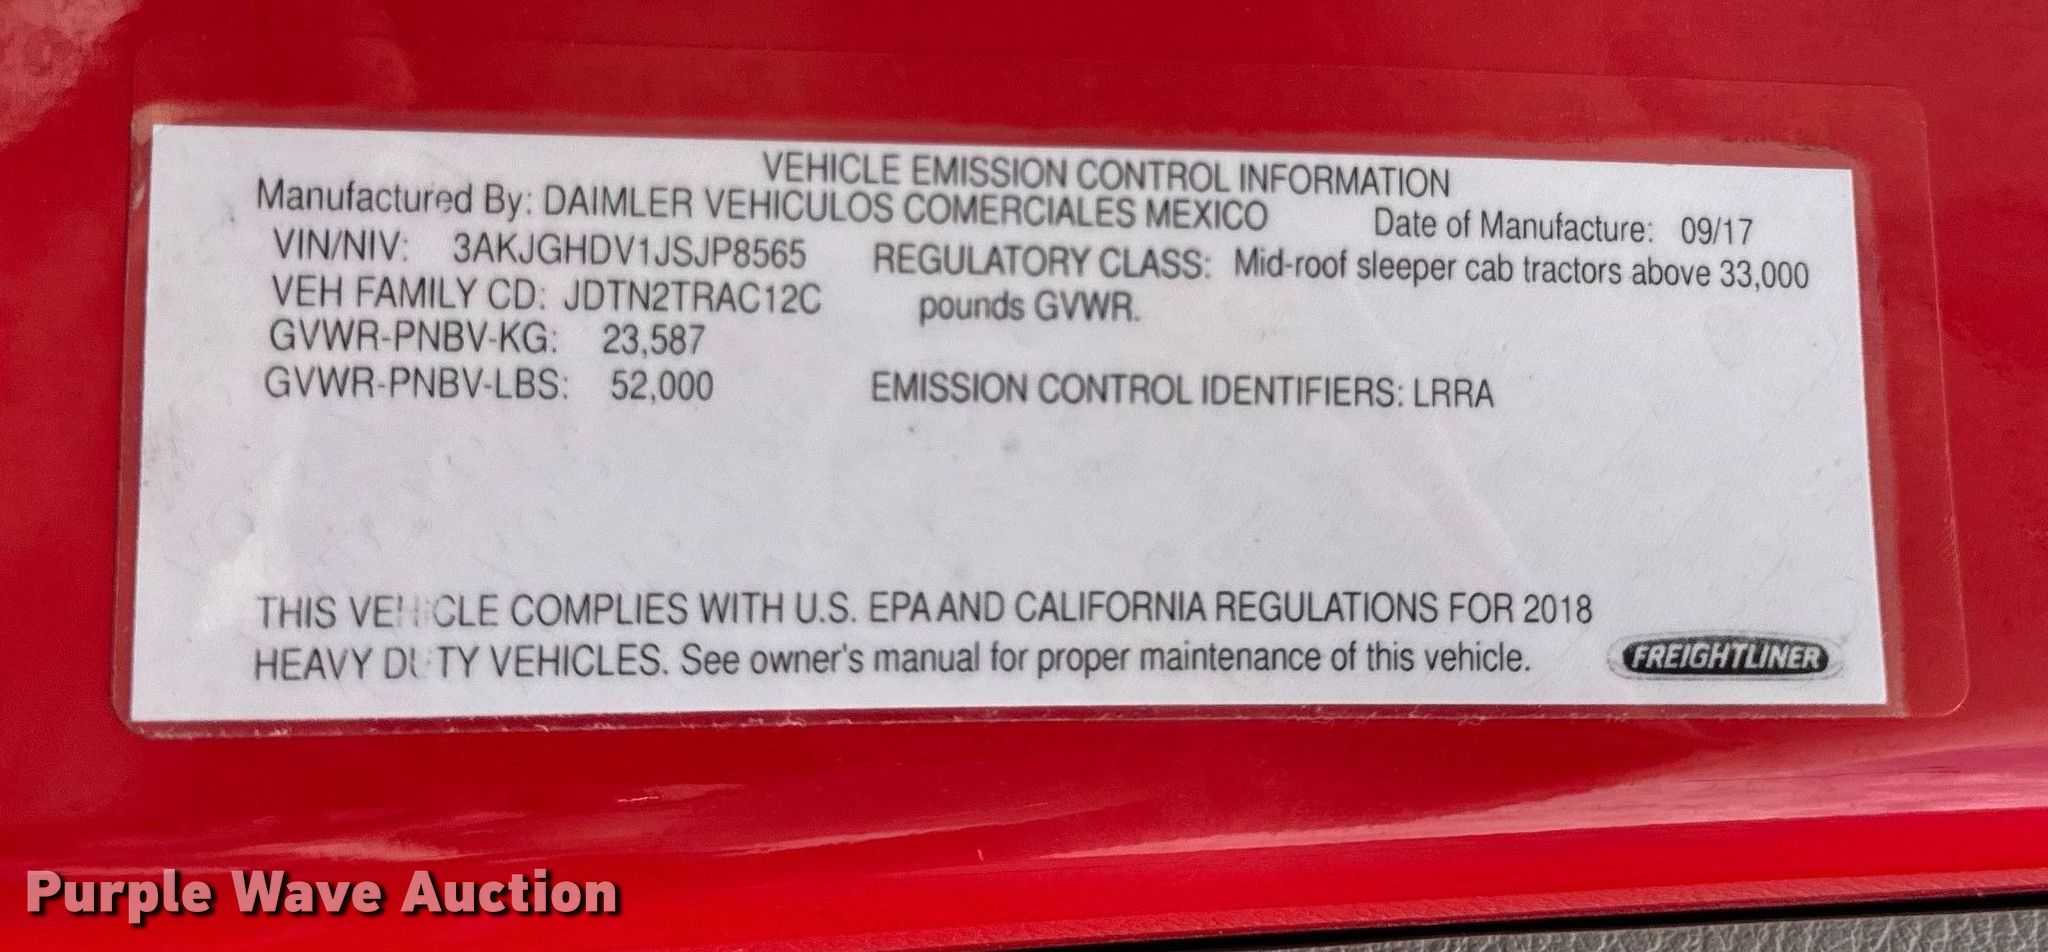 VEHICLE EMISSION CONTROL INFORMATION
Manufactured By: DAIMLER VEHICULOS COMERCIALES MEXICO Date of Manufacture: 09/17
VIN/NIV: 3AKJGHDV1JSJP8565 REGULATORY CLASS: Mid-roof sleeper cab tractors above 33,000
VEH FAMILY CD: JDTN2TRAC12C pounds GVWR.
GVWR-PNBV-KG: 23,587
GVWR-PNBV-LBS: 52,000 EMISSION CONTROL IDENTIFIERS: LRRA
THIS VEHICLE COMPLIES WITH U.S. EPA AND CALIFORNIA REGULATIONS FOR 2018
HEAVY DUTY VEHICLES. See owner's manual for proper maintenance of this vehicle.
FREIGHTLINER
Purple Wave Auction